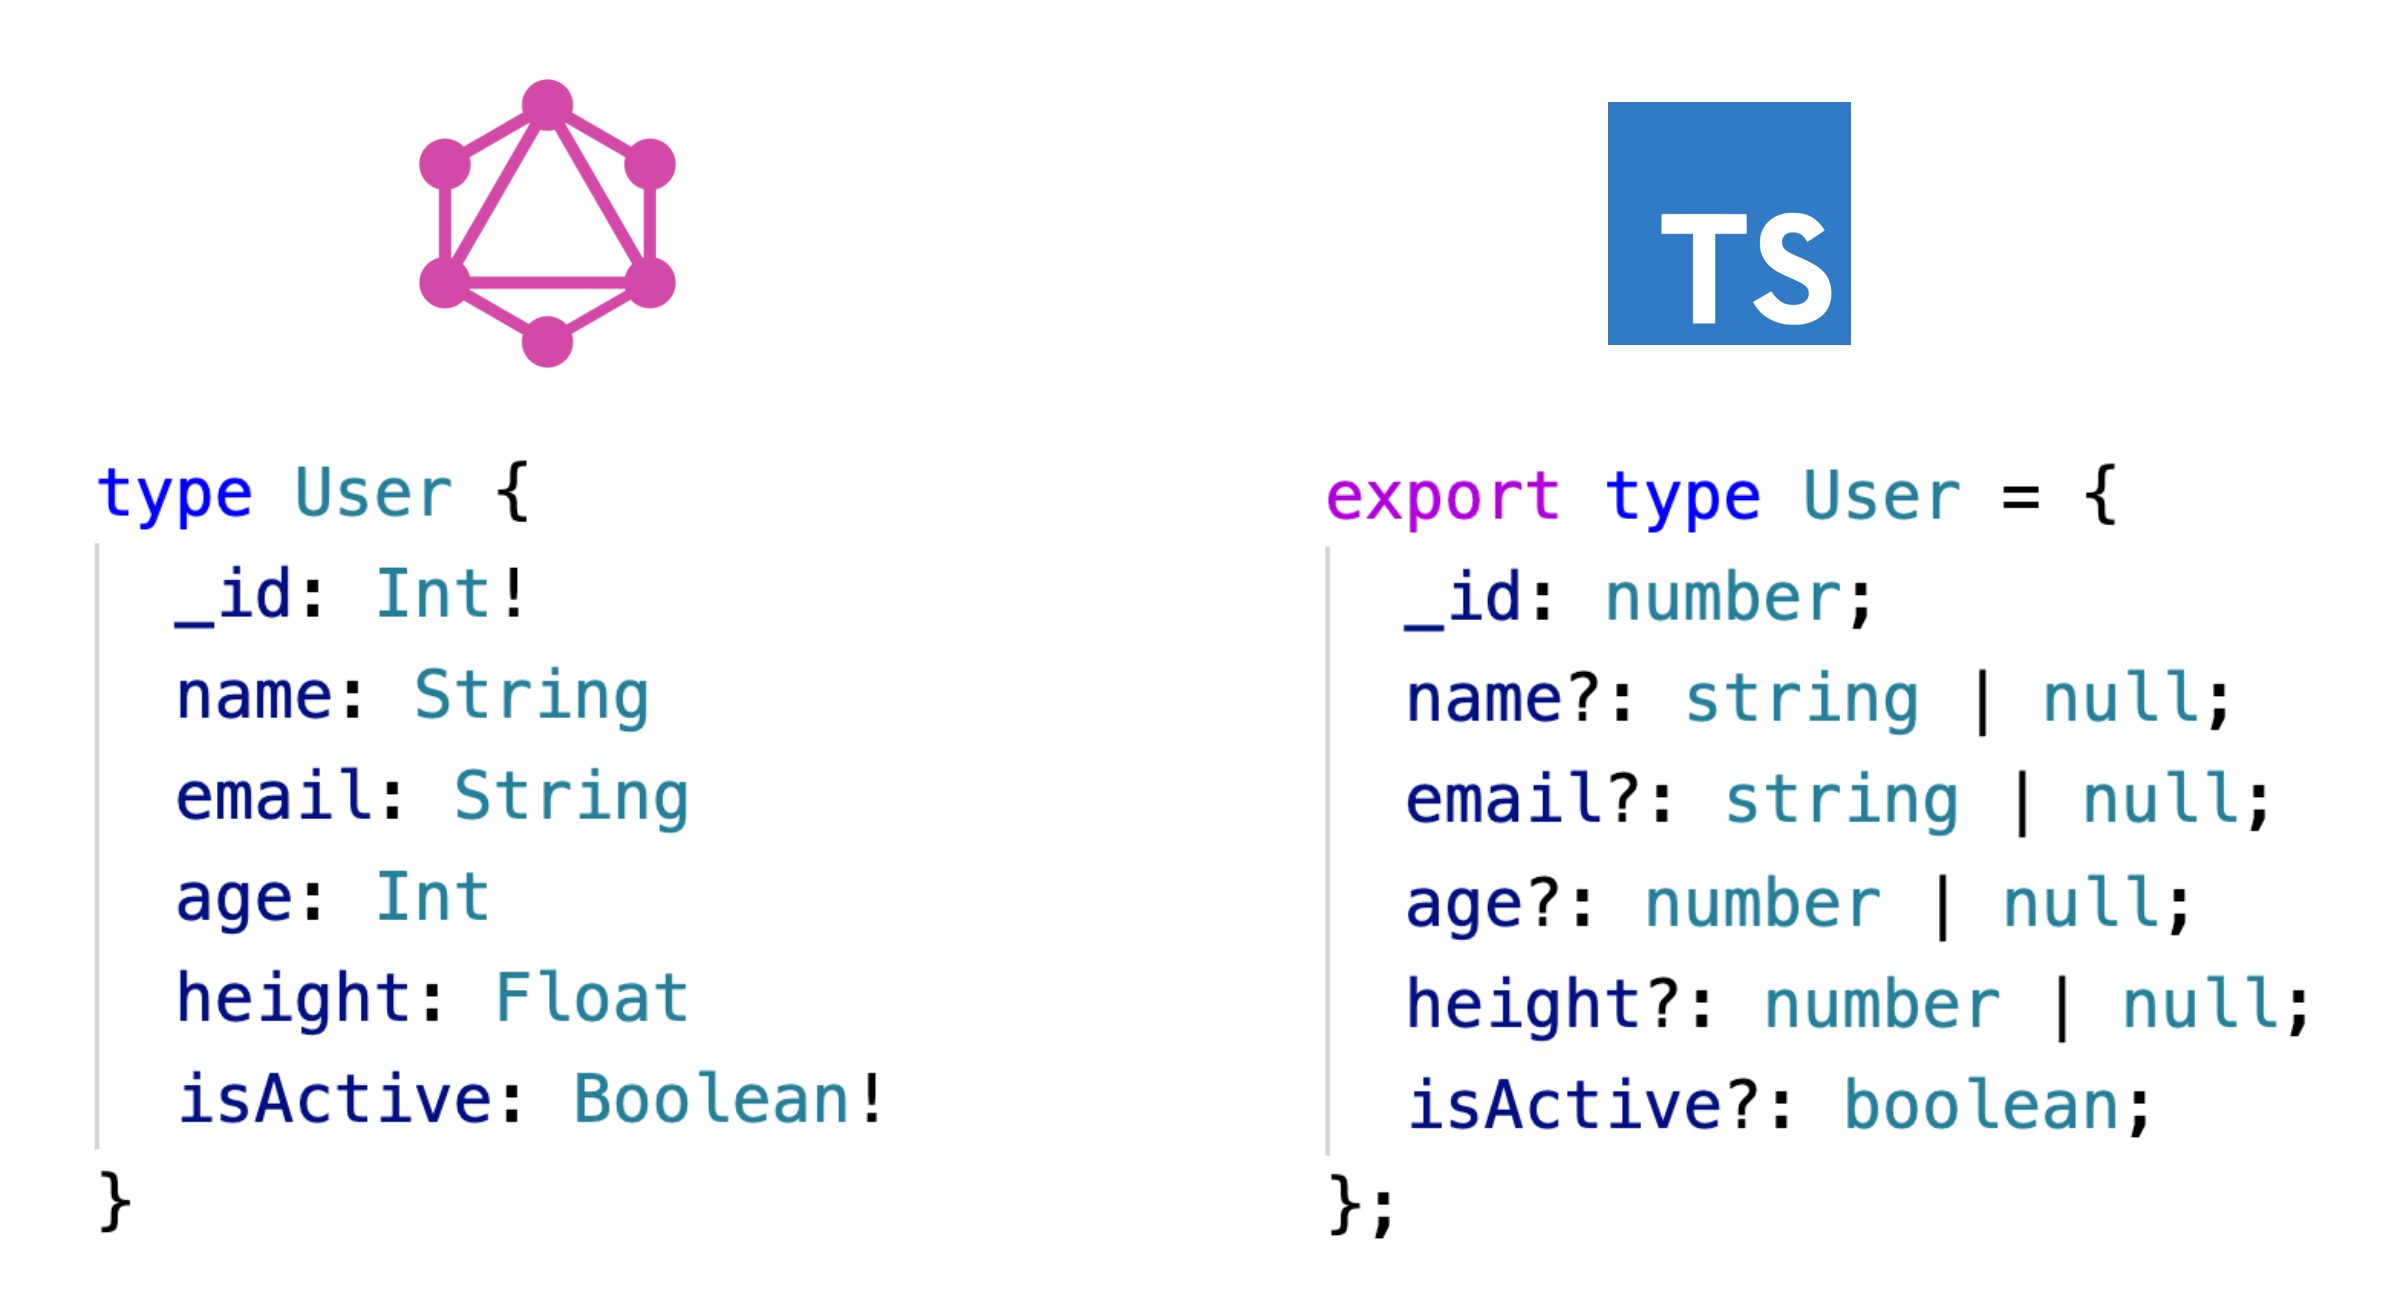 TS
type User {
_id: Int!
name: String
email: String
age: Int
height: Float
isActive: Boolean!
}
export type User = {
_id: number;
name?: string | null;
email?: string | null;
age?: number | null;
height?: number | null;
isActive?: boolean;
};